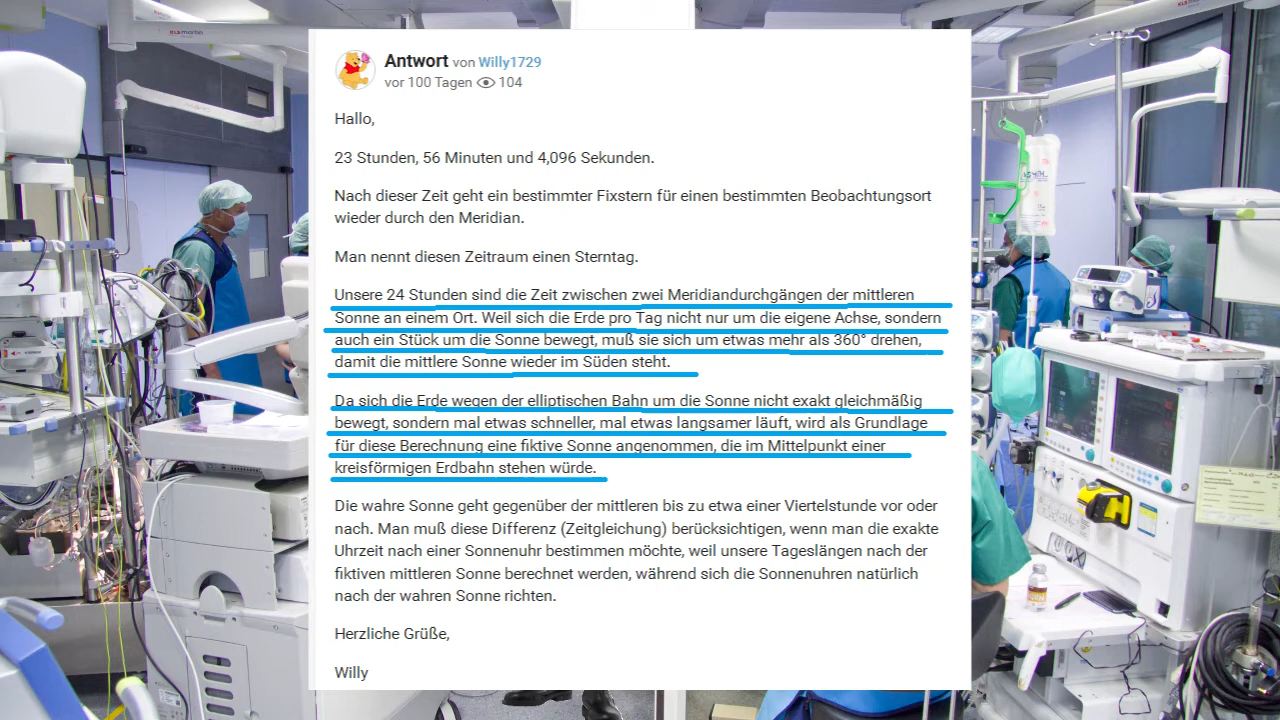 Antwort von Willy1729
vor 100 Tagen 104
Hallo,
23 Stunden, 56 Minuten und 4,096 Sekunden.
Nach dieser Zeit geht ein bestimmter Fixstern für einen bestimmten Beobachtungsort
wieder durch den Meridian.
Man nennt diesen Zeitraum einen Sterntag.
Unsere 24 Stunden sind die Zeit zwischen zwei Meridiandurchgängen der mittleren
Sonne an einem Ort. Weil sich die Erde pro Tag nicht nur um die eigene Achse, sondern
auch ein Stück um die Sonne bewegt, muß sie sich um etwas mehr als 360° drehen,
damit die mittlere Sonne wieder im Süden steht.
Da sich die Erde wegen der elliptischen Bahn um die Sonne nicht exakt gleichmäßig
bewegt, sondern mal etwas schneller, mal etwas langsamer läuft, wird als Grundlage
für diese Berechnung eine fiktive Sonne angenommen, die im Mittelpunkt einer
kreisförmigen Erdbahn stehen würde.
Die wahre Sonne geht gegenüber der mittleren bis zu etwa einer Viertelstunde vor oder
nach. Man muß diese Differenz (Zeitgleichung) berücksichtigen, wenn man die exakte
Uhrzeit nach einer Sonnenuhr bestimmen möchte, weil unsere Tageslängen nach der
fiktiven mittleren Sonne berechnet werden, während sich die Sonnenuhren natürlich
nach der wahren Sonne richten.
Herzliche Grüße,
Willy